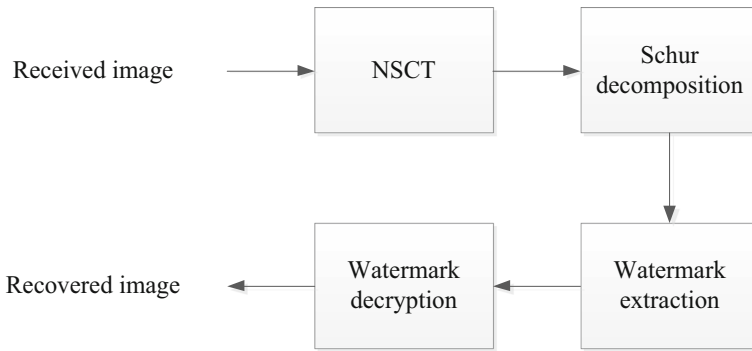 Received image
NSCT
Schur
decomposition
Recovered image
Watermark
decryption
Watermark
extraction